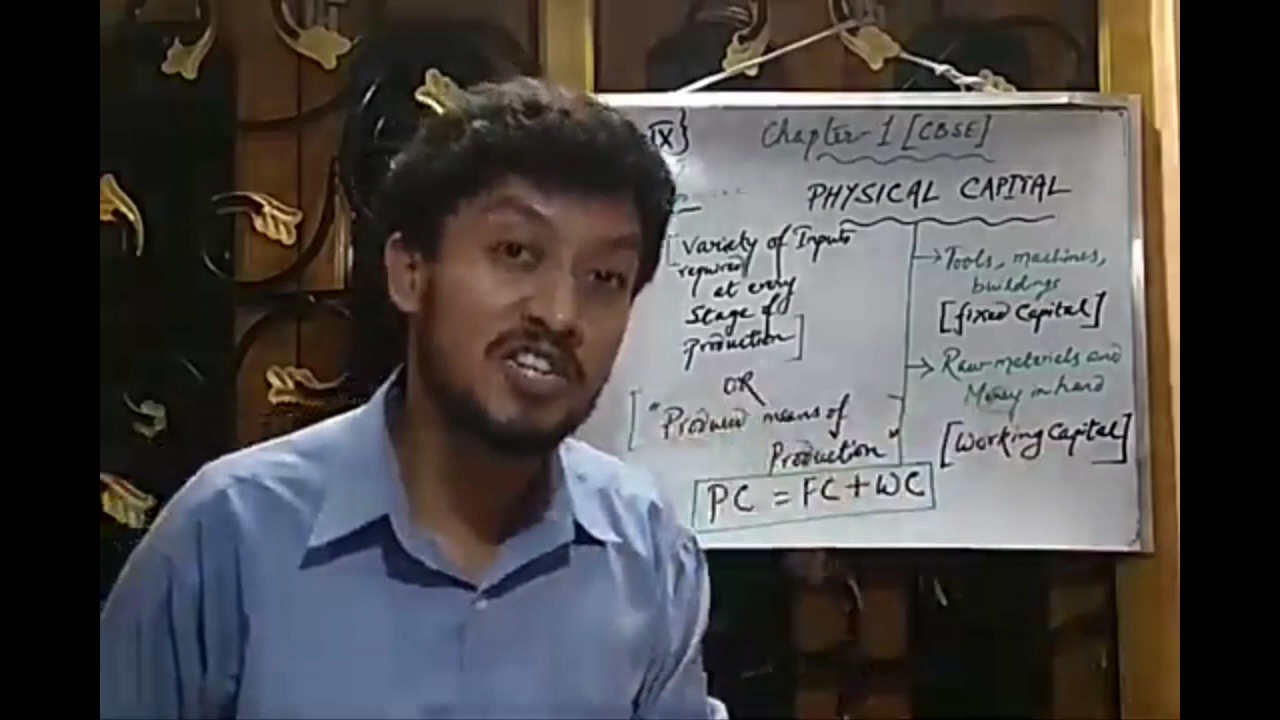 IX}
Chapter-1 [CBSE]
PHYSICAL CAPITAL
[Variety of Inputs
required
at every
Stage of
Production]
OR
["Produced means of
Production"
PC = FC + WC
→ Tools, machines,
buildings
[fixed Capital]
→ Raw-materials and
Money in hand
[Working Capital]